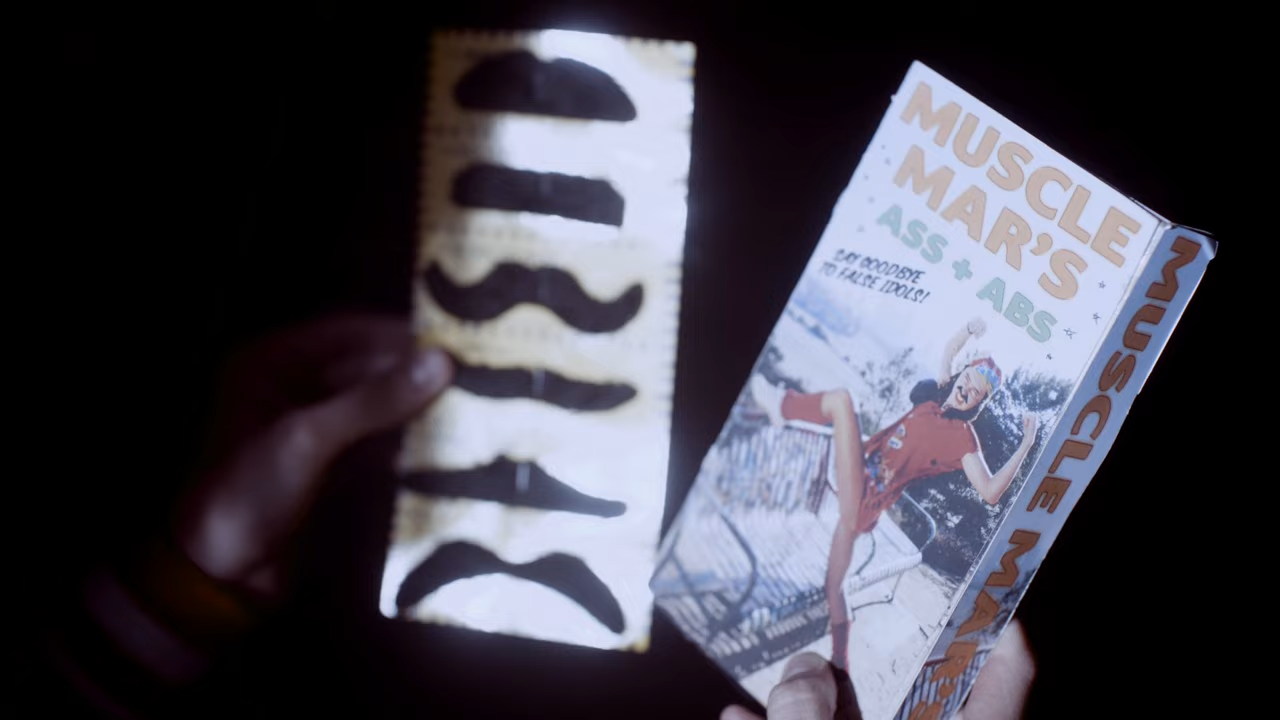 MUSCLE
MAR'S
ASS + ABS
SAY GOODBYE
TO FALSE IDOLS!
MUSCLE MAR'S